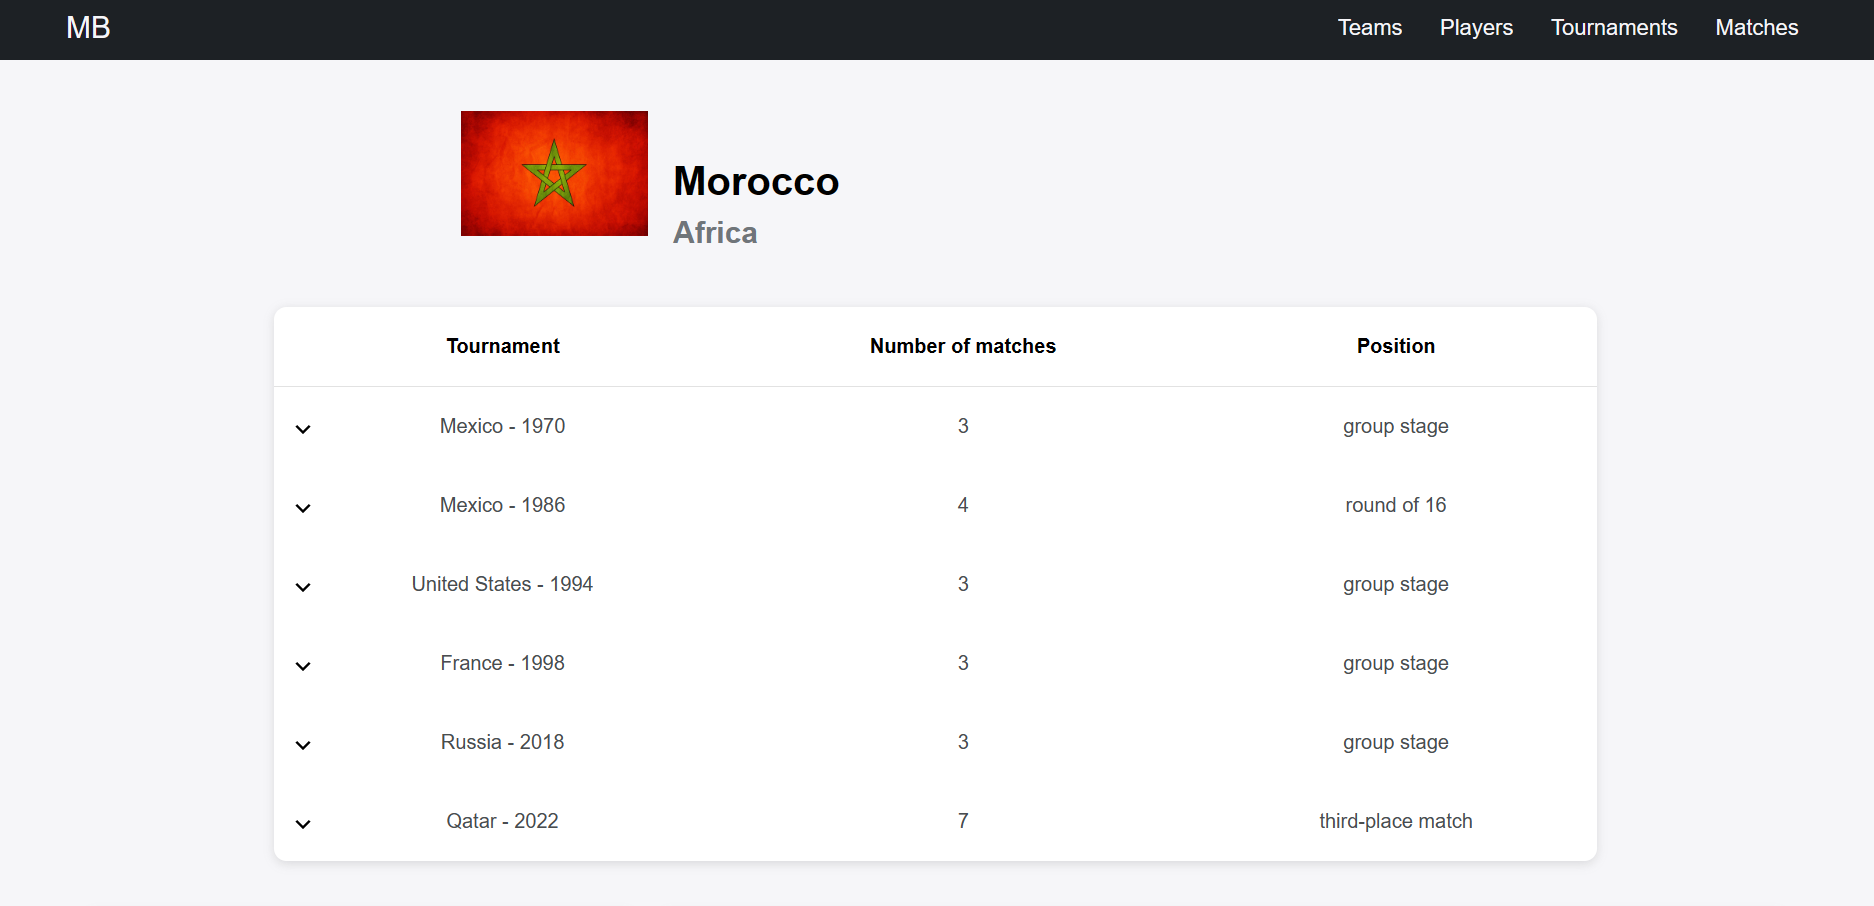 MB Teams Players Tournaments Matches
Morocco
Africa
Tournament Number of matches Position
Mexico - 1970 3 group stage
Mexico - 1986 4 round of 16
United States - 1994 3 group stage
France - 1998 3 group stage
Russia - 2018 3 group stage
Qatar - 2022 7 third-place match